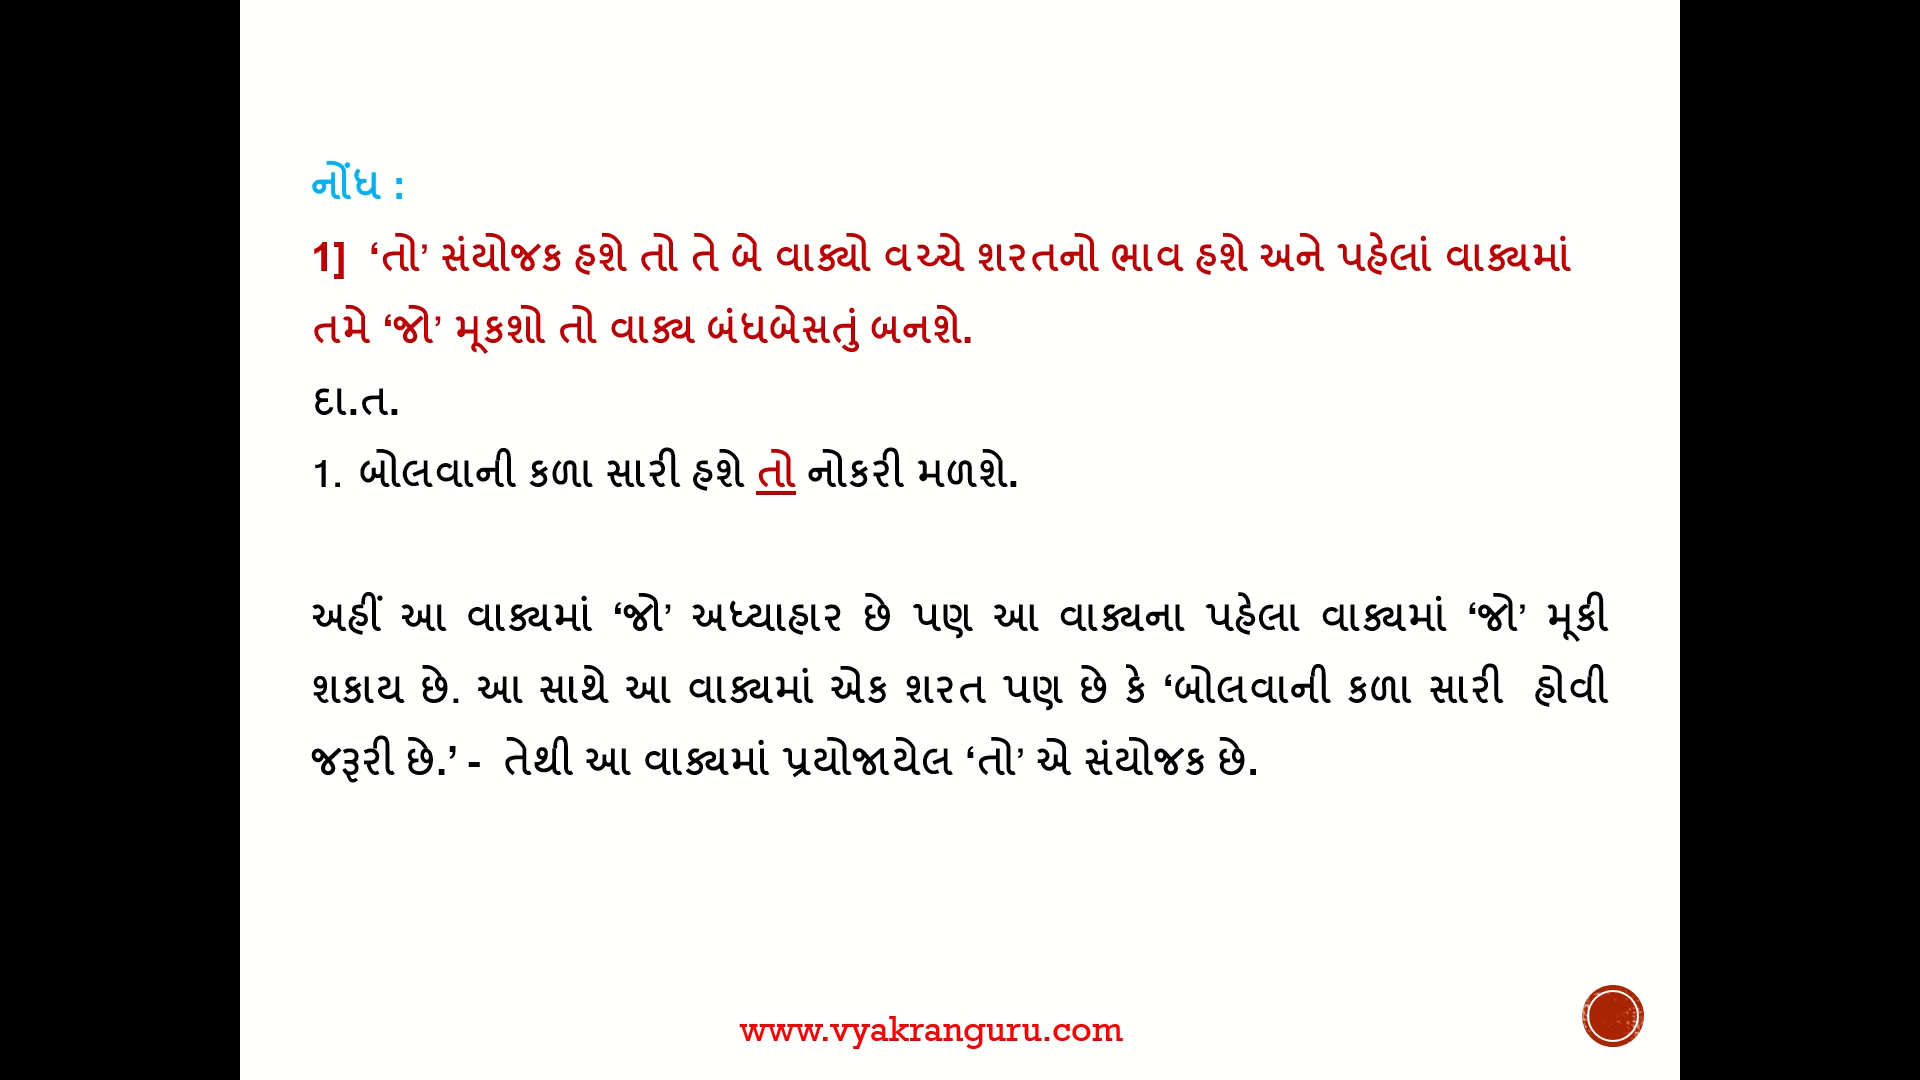 નોંધ :
1] ‘તો’ સંયોજક હશે તો તે બે વાક્યો વચ્ચે શરતનો ભાવ હશે અને પહેલાં વાક્યમાં
તમે ‘જો’ મૂકશો તો વાક્ય બંધબેસતું બનશે.
દા.ત.
1. બોલવાની કળા સારી હશે તો નોકરી મળશે.
અહીં આ વાક્યમાં ‘જો’ અધ્યાહાર છે પણ આ વાક્યના પહેલા વાક્યમાં ‘જો’ મૂકી
શકાય છે. આ સાથે આ વાક્યમાં એક શરત પણ છે કે ‘બોલવાની કળા સારી હોવી
જરૂરી છે.’ - તેથી આ વાક્યમાં પ્રયોજાયેલ ‘તો’ એ સંયોજક છે.
www.vyakranguru.com